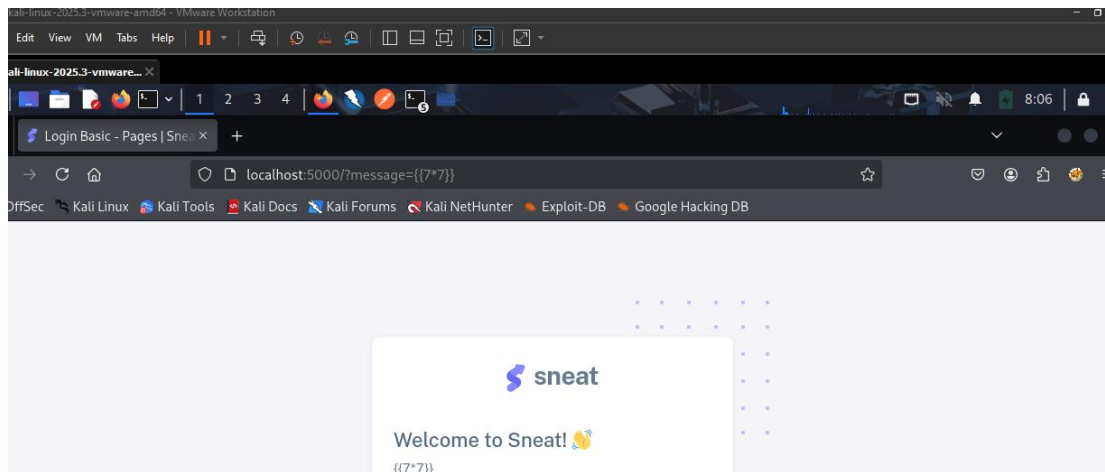 kali-linux-2025.3-vmware-amd64 - VMware Workstation
Edit View VM Tabs Help
ali-linux-2025.3-vmware...
1 2 3 4 5 8:06
Login Basic - Pages | Snea
localhost:5000/?message={{7*7}}
OffSec Kali Linux Kali Tools Kali Docs Kali Forums Kali NetHunter Exploit-DB Google Hacking DB
sneat
Welcome to Sneat! 👋
{{7*7}}